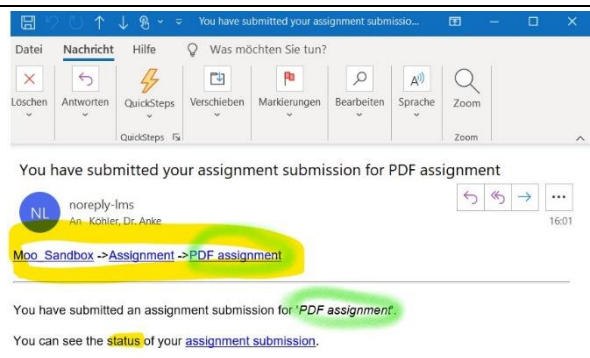 You have submitted your assignment submissio...
Datei Nachricht Hilfe Was möchten Sie tun?
Löschen Antworten QuickSteps Verschieben Markierungen Bearbeiten Sprache Zoom
QuickSteps Zoom
You have submitted your assignment submission for PDF assignment
NL
noreply-lms
An Köhler, Dr. Anke
16:01
Moo Sandbox ->Assignment ->PDF assignment
You have submitted an assignment submission for 'PDF assignment'.
You can see the status of your assignment submission.